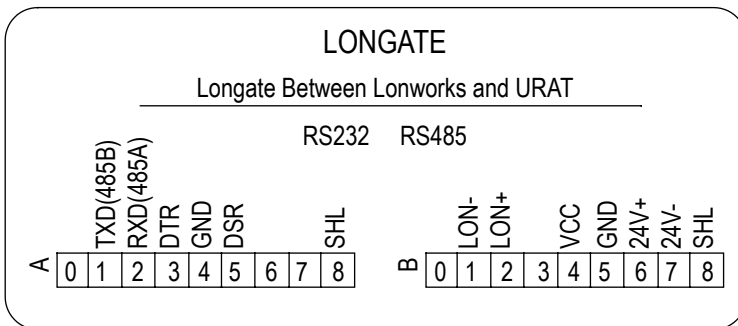 LONGATE
Longate Between Lonworks and URAT
RS232 RS485
TXD(485B) RXD(485A) DTR GND DSR SHL
LON- LON+ VCC GND 24V+ 24V- SHL
A 0 1 2 3 4 5 6 7 8
B 0 1 2 3 4 5 6 7 8